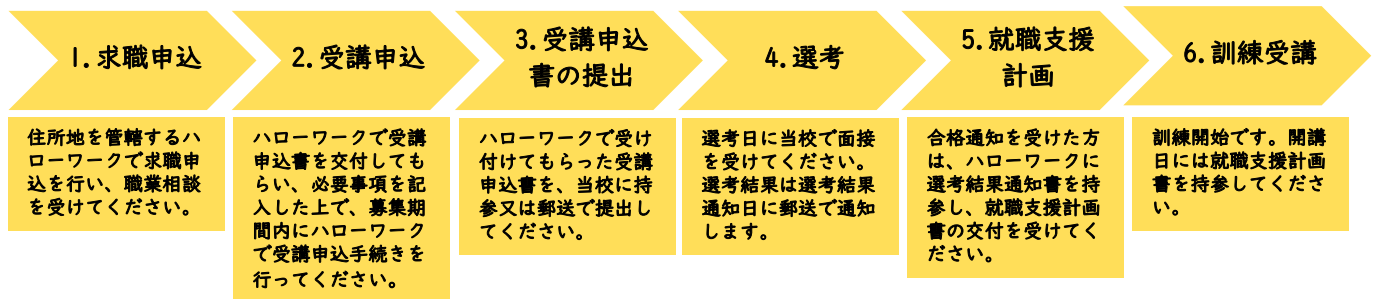 1.求職申込
住所地を管轄するハ
ローワークで求職申
込を行い、職業相談
を受けてください。
2.受講申込
ハローワークで受講
申込書を交付しても
らい、必要事項を記
入した上で、募集期
間内にハローワーク
で受講申込手続きを
行ってください。
3.受講申込
書の提出
ハローワークで受け
付けてもらった受講
申込書を、当校に持
参又は郵送で提出し
てください。
4.選考
選考日に当校で面接
を受けてください。
選考結果は選考結果
通知日に郵送で通知
します。
5.就職支援
計画
合格通知を受けた方
は、ハローワークに
選考結果通知書を持
参し、就職支援計画
書の交付を受けてく
ださい。
6.訓練受講
訓練開始です。開講
日には就職支援計画
書を持参してくださ
い。